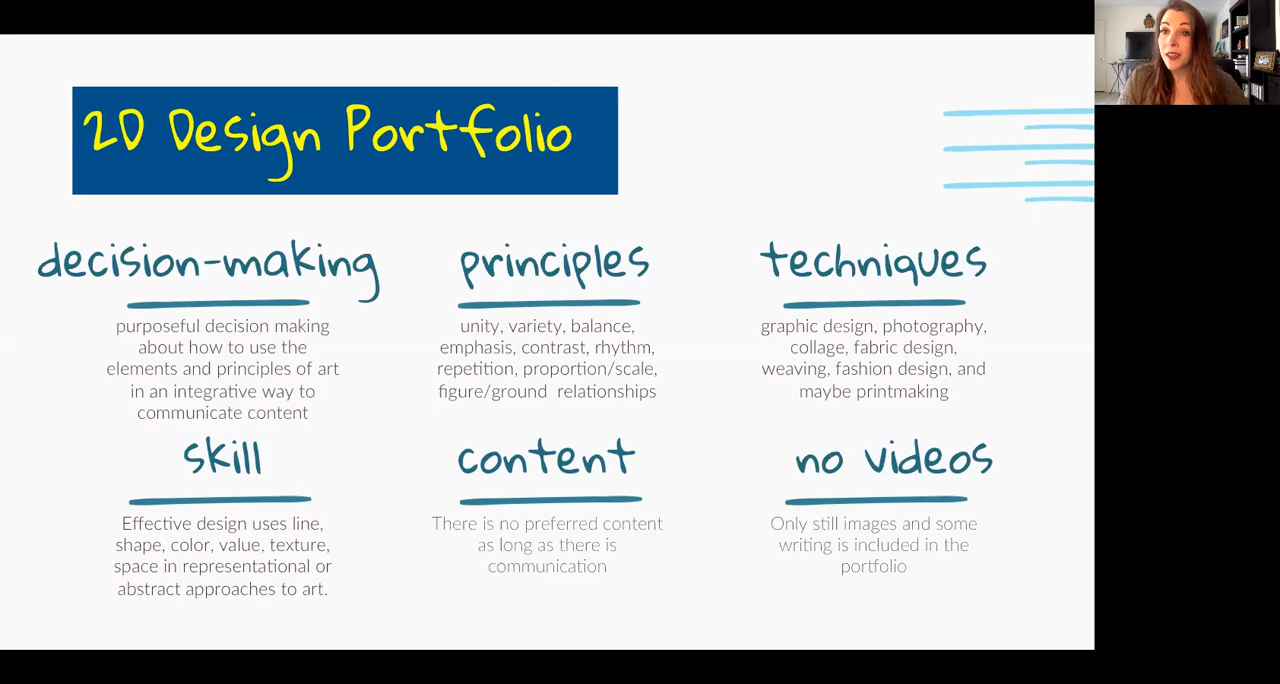 2D Design Portfolio
decision-making
purposeful decision making
about how to use the
elements and principles of art
in an integrative way to
communicate content
principles
unity, variety, balance,
emphasis, contrast, rhythm,
repetition, proportion/scale,
figure/ground relationships
techniques
graphic design, photography,
collage, fabric design,
weaving, fashion design, and
maybe printmaking
skill
Effective design uses line,
shape, color, value, texture,
space in representational or
abstract approaches to art.
content
There is no preferred content
as long as there is
communication
no videos
Only still images and some
writing is included in the
portfolio